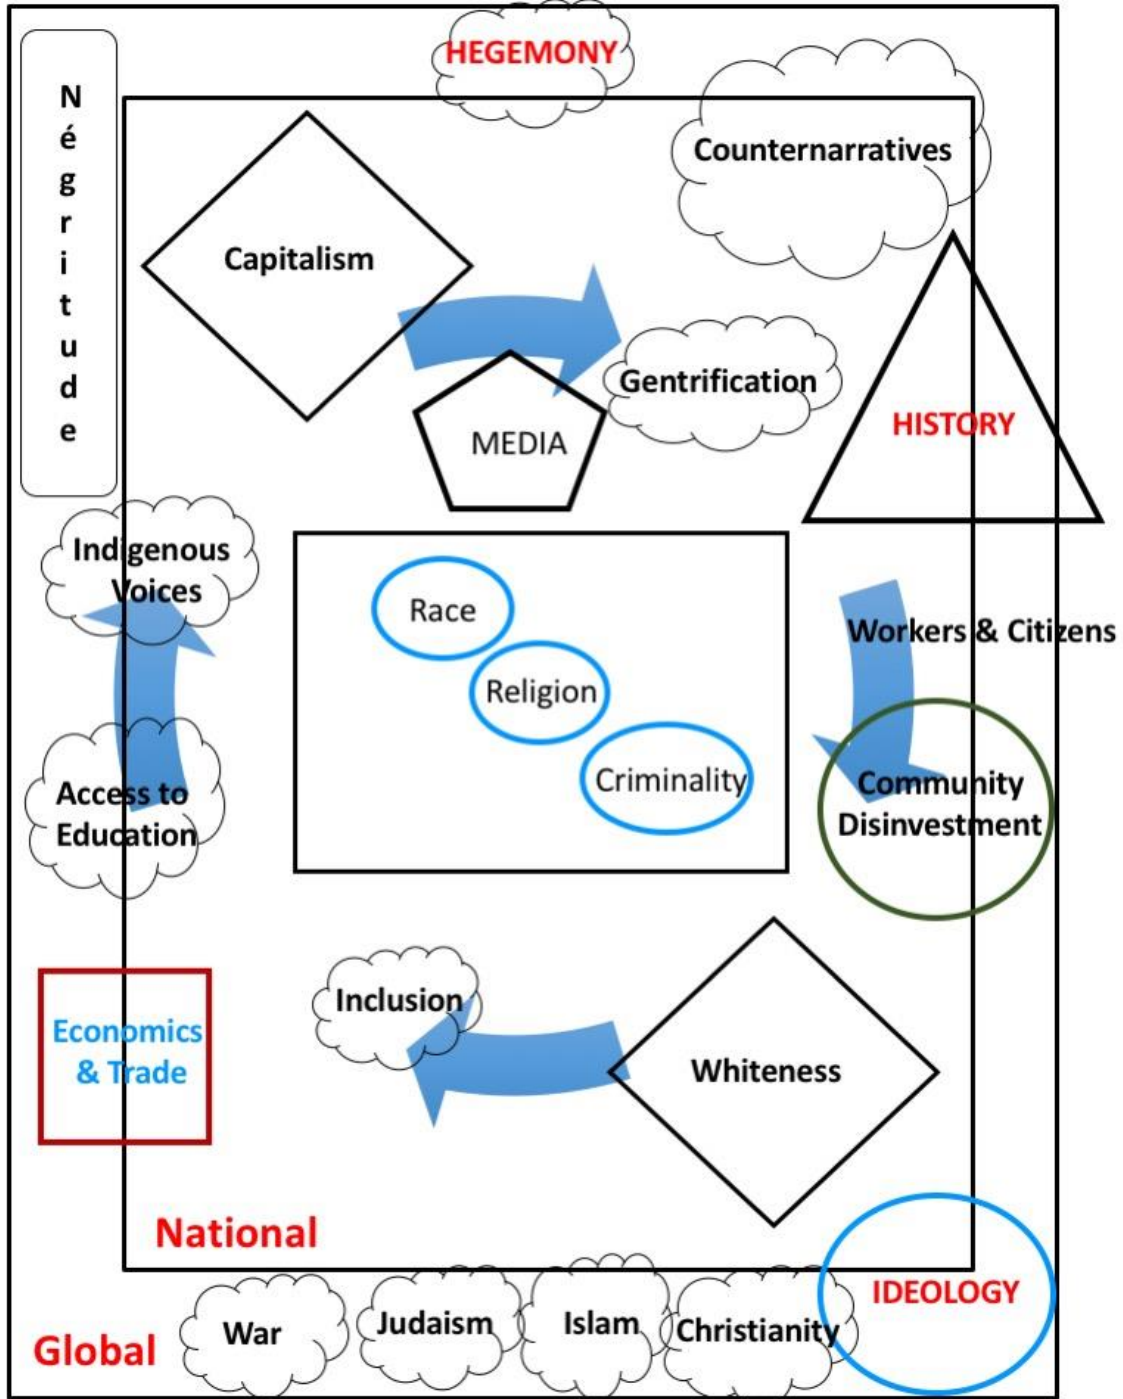 HEGEMONY
Négritude
Counternarratives
Capitalism
Gentrification
HISTORY
MEDIA
Indigenous
Voices
Race
Workers & Citizens
Religion
Criminality
Community
Disinvestment
Access to
Education
Inclusion
Economics
& Trade
Whiteness
National
IDEOLOGY
Global
War
Judaism
Islam
Christianity